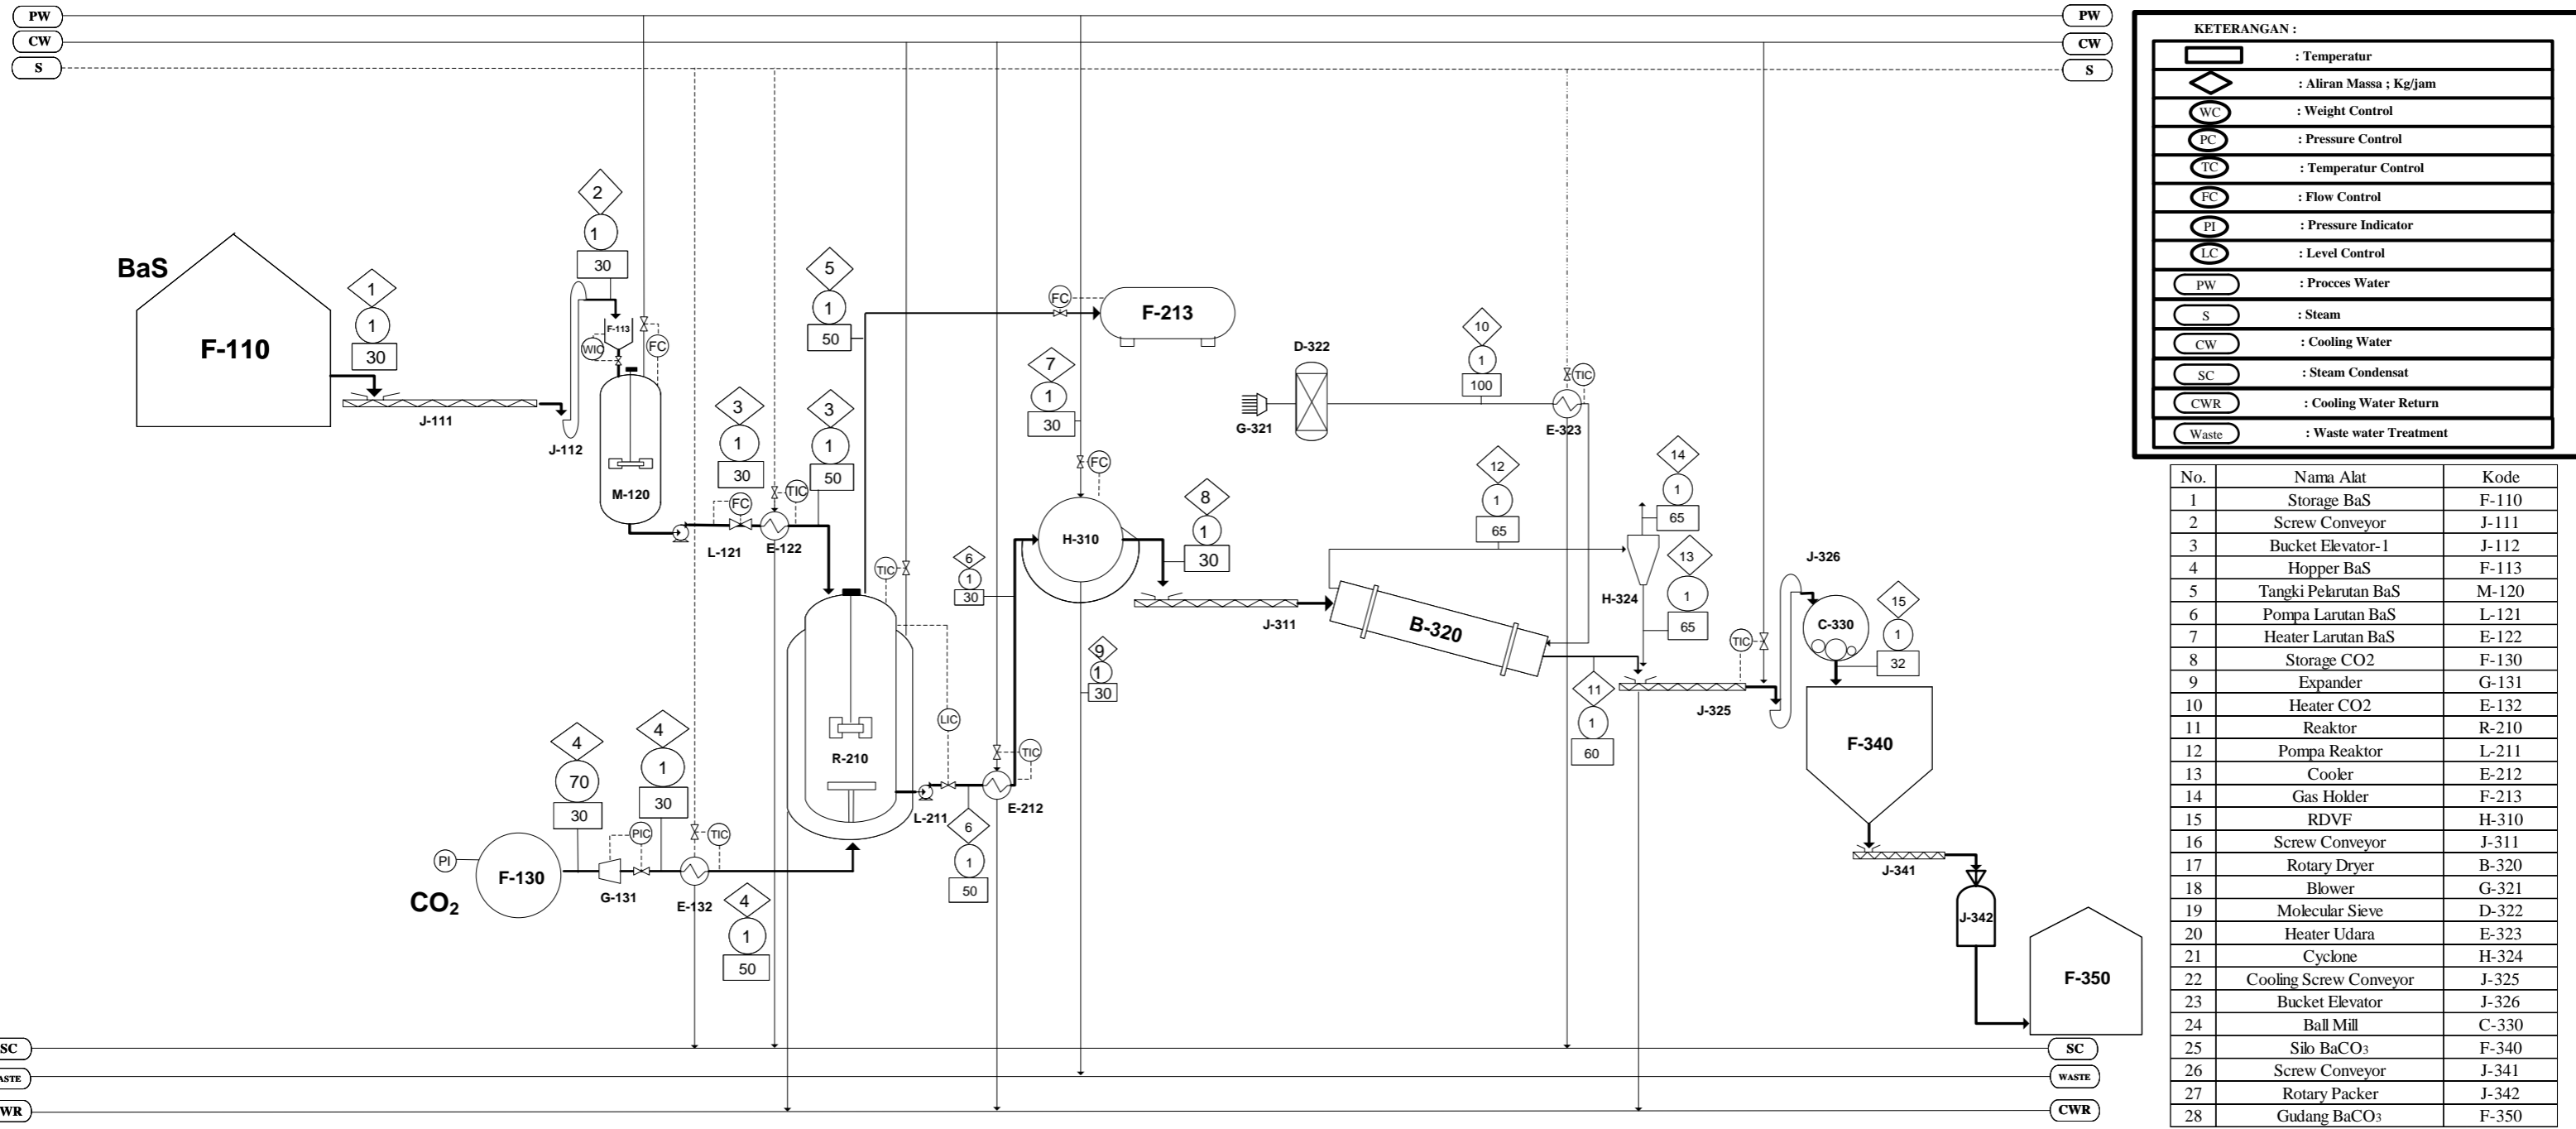 PW
PW
CW
CW
S
S
KETERANGAN :
: Temperatur
: Aliran Massa ; Kg/jam
WC : Weight Control
PC : Pressure Control
TC : Temperatur Control
FC : Flow Control
PI : Pressure Indicator
LC : Level Control
PW : Procces Water
S : Steam
CW : Cooling Water
SC : Steam Condensat
CWR : Cooling Water Return
Waste : Waste water Treatment
BaS
F-110
1
1
30
J-111
J-112
2
1
30
F-113
WIC
FC
M-120
3
1
30
FC
L-121
E-122
TIC
3
1
50
5
1
50
FC
F-213
7
1
30
FC
H-310
8
1
30
6
1
30
9
1
30
TIC
R-210
LIC
L-211
TIC
E-212
6
1
50
PI
CO2
F-130
4
70
30
G-131
PIC
4
1
30
TIC
E-132
4
1
50
J-311
D-322
G-321
10
1
100
TIC
E-323
12
1
65
14
1
65
H-324
13
1
65
B-320
11
1
60
TIC
J-325
J-326
C-330
15
1
32
F-340
J-341
J-342
F-350
SC
SC
ASTE
WASTE
WR
CWR
No. Nama Alat Kode
1 Storage BaS F-110
2 Screw Conveyor J-111
3 Bucket Elevator-1 J-112
4 Hopper BaS F-113
5 Tangki Pelarutan BaS M-120
6 Pompa Larutan BaS L-121
7 Heater Larutan BaS E-122
8 Storage CO2 F-130
9 Expander G-131
10 Heater CO2 E-132
11 Reaktor R-210
12 Pompa Reaktor L-211
13 Cooler E-212
14 Gas Holder F-213
15 RDVF H-310
16 Screw Conveyor J-311
17 Rotary Dryer B-320
18 Blower G-321
19 Molecular Sieve D-322
20 Heater Udara E-323
21 Cyclone H-324
22 Cooling Screw Conveyor J-325
23 Bucket Elevator J-326
24 Ball Mill C-330
25 Silo BaCO3 F-340
26 Screw Conveyor J-341
27 Rotary Packer J-342
28 Gudang BaCO3 F-350